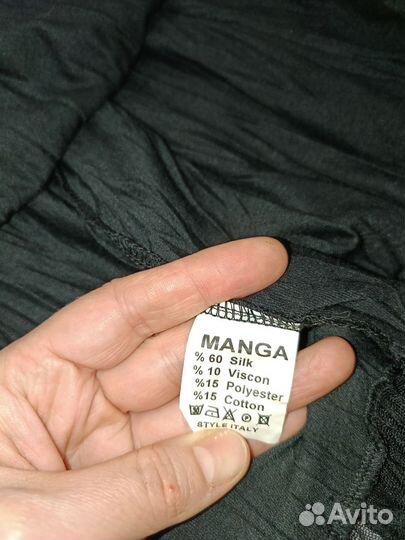 MANGA
% 60 Silk
% 10 Viscon
%15 Polyester
%15 Cotton
STYLE ITALY
Avito